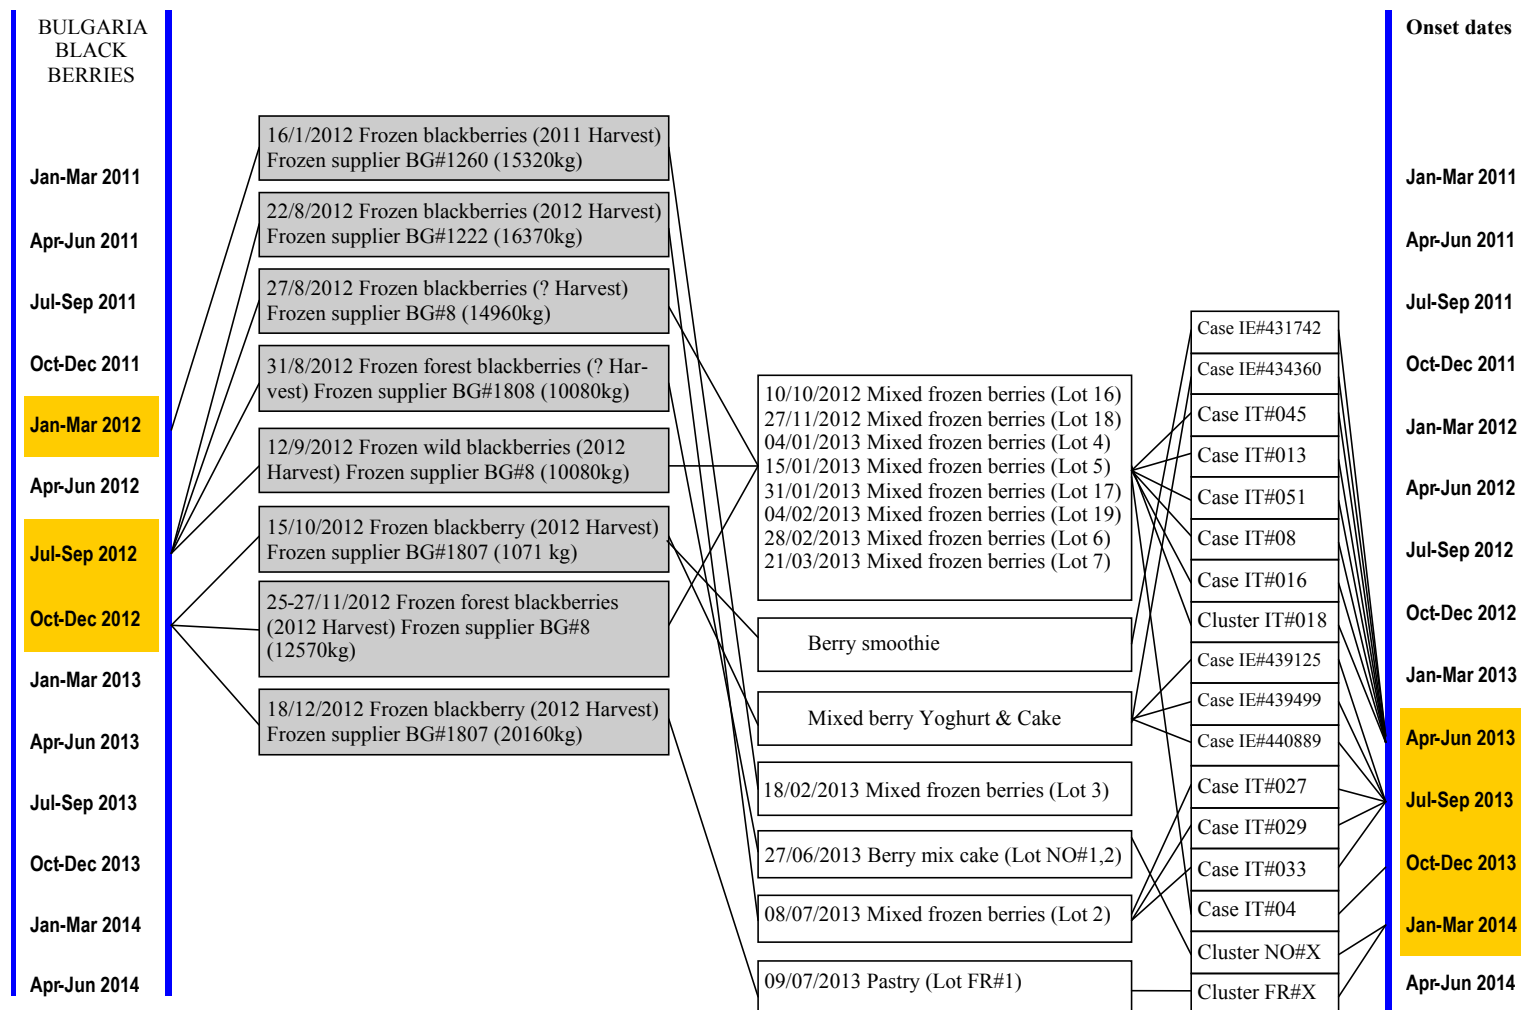 BULGARIA
BLACK
BERRIES
Jan-Mar 2011
Apr-Jun 2011
Jul-Sep 2011
Oct-Dec 2011
Jan-Mar 2012
Apr-Jun 2012
Jul-Sep 2012
Oct-Dec 2012
Jan-Mar 2013
Apr-Jun 2013
Jul-Sep 2013
Oct-Dec 2013
Jan-Mar 2014
Apr-Jun 2014
16/1/2012 Frozen blackberries (2011 Harvest)
Frozen supplier BG#1260 (15320kg)
22/8/2012 Frozen blackberries (2012 Harvest)
Frozen supplier BG#1222 (16370kg)
27/8/2012 Frozen blackberries (? Harvest)
Frozen supplier BG#8 (14960kg)
31/8/2012 Frozen forest blackberries (? Har-
vest) Frozen supplier BG#1808 (10080kg)
12/9/2012 Frozen wild blackberries (2012
Harvest) Frozen supplier BG#8 (10080kg)
15/10/2012 Frozen blackberry (2012 Harvest)
Frozen supplier BG#1807 (1071 kg)
25-27/11/2012 Frozen forest blackberries
(2012 Harvest) Frozen supplier BG#8
(12570kg)
18/12/2012 Frozen blackberry (2012 Harvest)
Frozen supplier BG#1807 (20160kg)
10/10/2012 Mixed frozen berries (Lot 16)
27/11/2012 Mixed frozen berries (Lot 18)
04/01/2013 Mixed frozen berries (Lot 4)
15/01/2013 Mixed frozen berries (Lot 5)
31/01/2013 Mixed frozen berries (Lot 17)
04/02/2013 Mixed frozen berries (Lot 19)
28/02/2013 Mixed frozen berries (Lot 6)
21/03/2013 Mixed frozen berries (Lot 7)
Berry smoothie
Mixed berry Yoghurt & Cake
18/02/2013 Mixed frozen berries (Lot 3)
27/06/2013 Berry mix cake (Lot NO#1,2)
08/07/2013 Mixed frozen berries (Lot 2)
09/07/2013 Pastry (Lot FR#1)
Case IE#431742
Case IE#434360
Case IT#045
Case IT#013
Case IT#051
Case IT#08
Case IT#016
Cluster IT#018
Case IE#439125
Case IE#439499
Case IE#440889
Case IT#027
Case IT#029
Case IT#033
Case IT#04
Cluster NO#X
Cluster FR#X
Onset dates
Jan-Mar 2011
Apr-Jun 2011
Jul-Sep 2011
Oct-Dec 2011
Jan-Mar 2012
Apr-Jun 2012
Jul-Sep 2012
Oct-Dec 2012
Jan-Mar 2013
Apr-Jun 2013
Jul-Sep 2013
Oct-Dec 2013
Jan-Mar 2014
Apr-Jun 2014